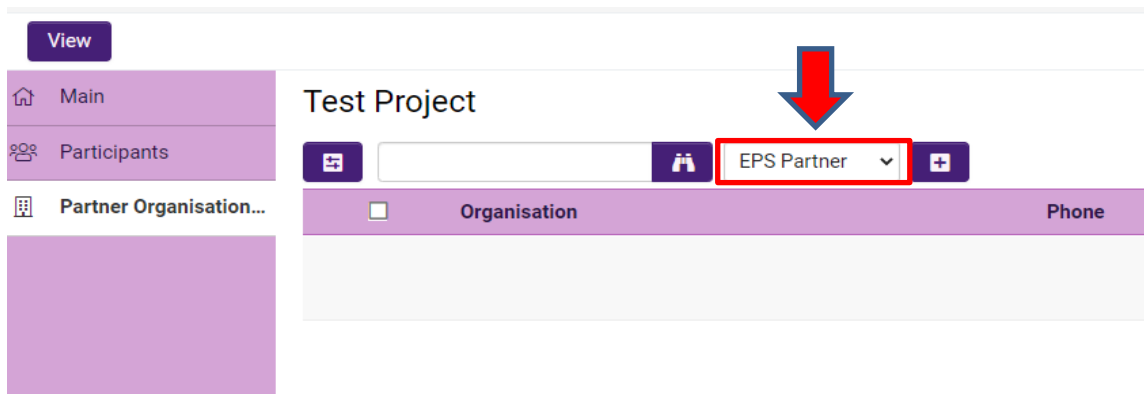 View
Main
Participants
Partner Organisation...
Test Project
EPS Partner
Organisation Phone